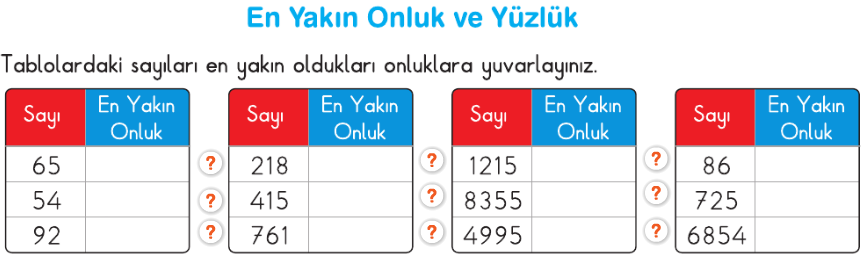 En Yakın Onluk ve Yüzlük
Tablolardaki sayıları en yakın oldukları onluklara yuvarlayınız.
Sayı En Yakın Onluk Sayı En Yakın Onluk Sayı En Yakın Onluk Sayı En Yakın Onluk
65 ? 218 ? 1215 ? 86
54 ? 415 ? 8355 ? 725
92 ? 761 ? 4995 ? 6854